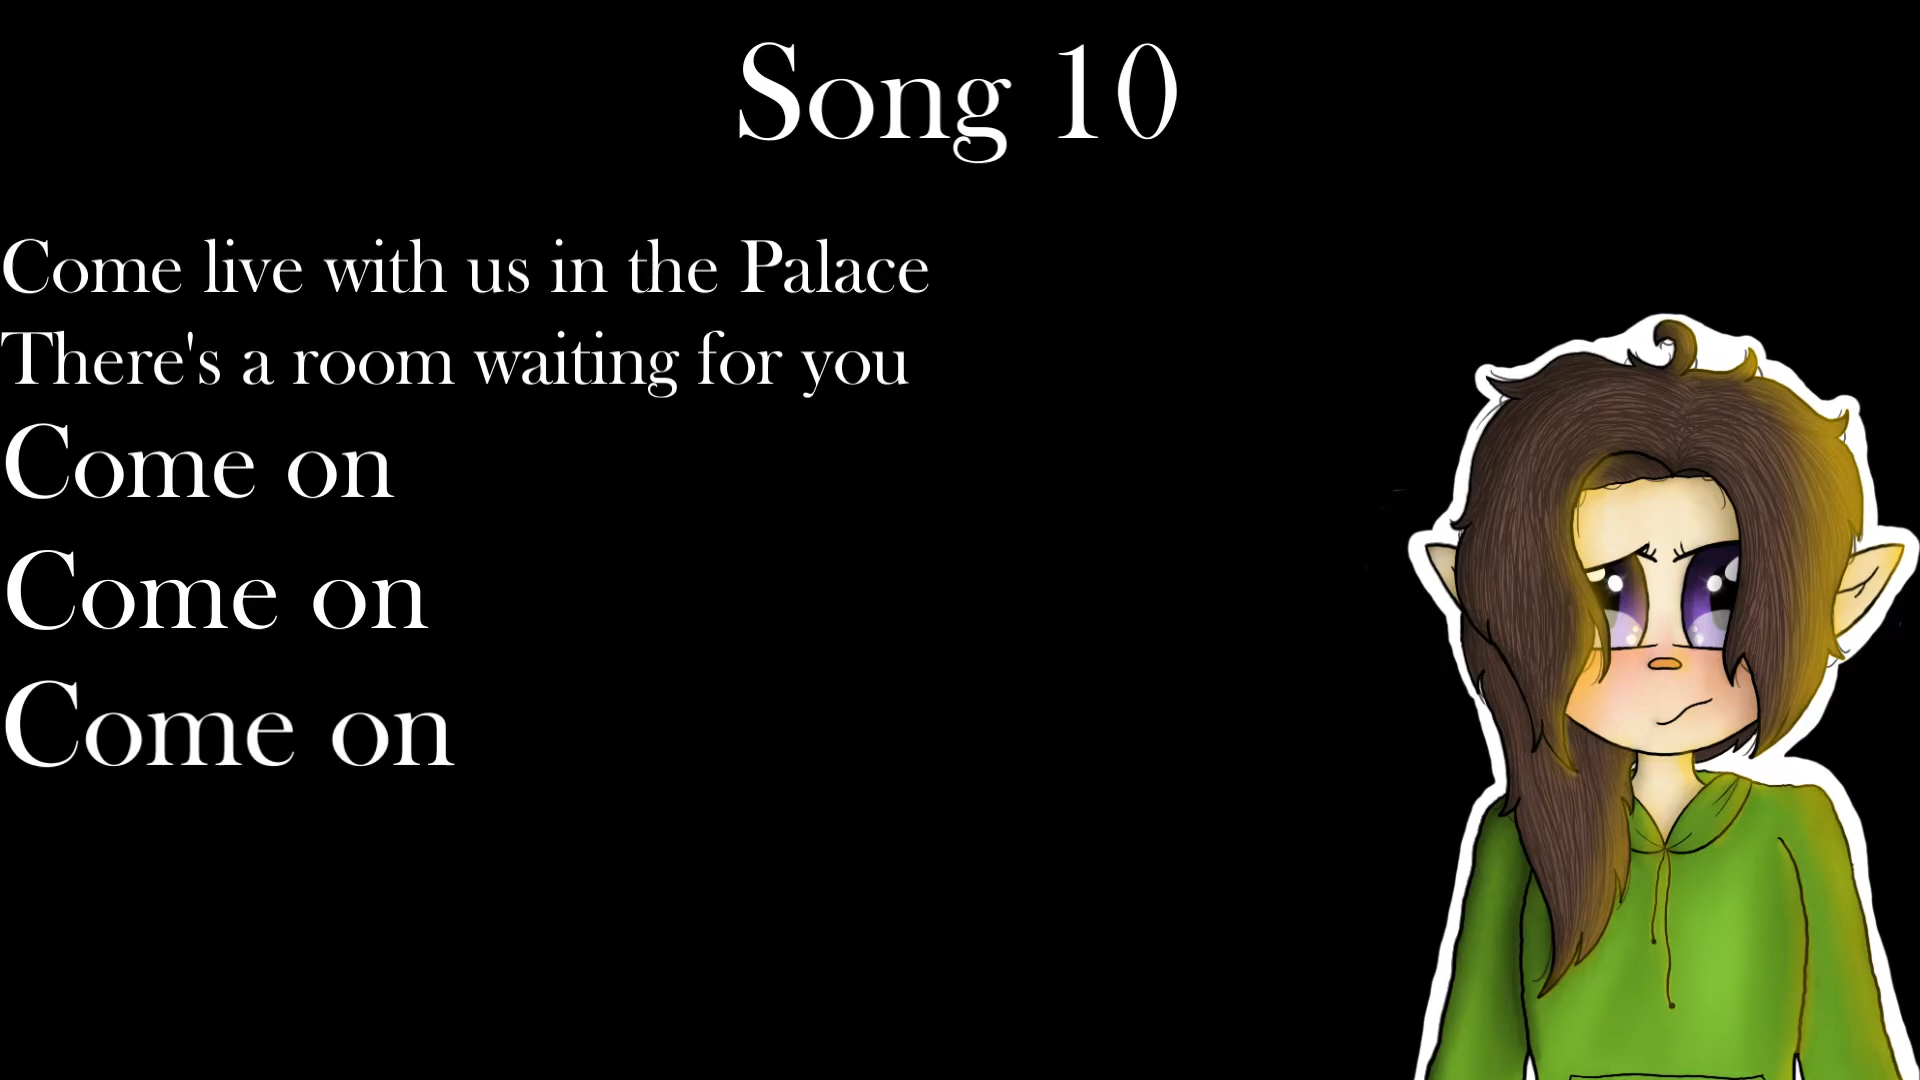 Song 10
Come live with us in the Palace
There's a room waiting for you
Come on
Come on
Come on